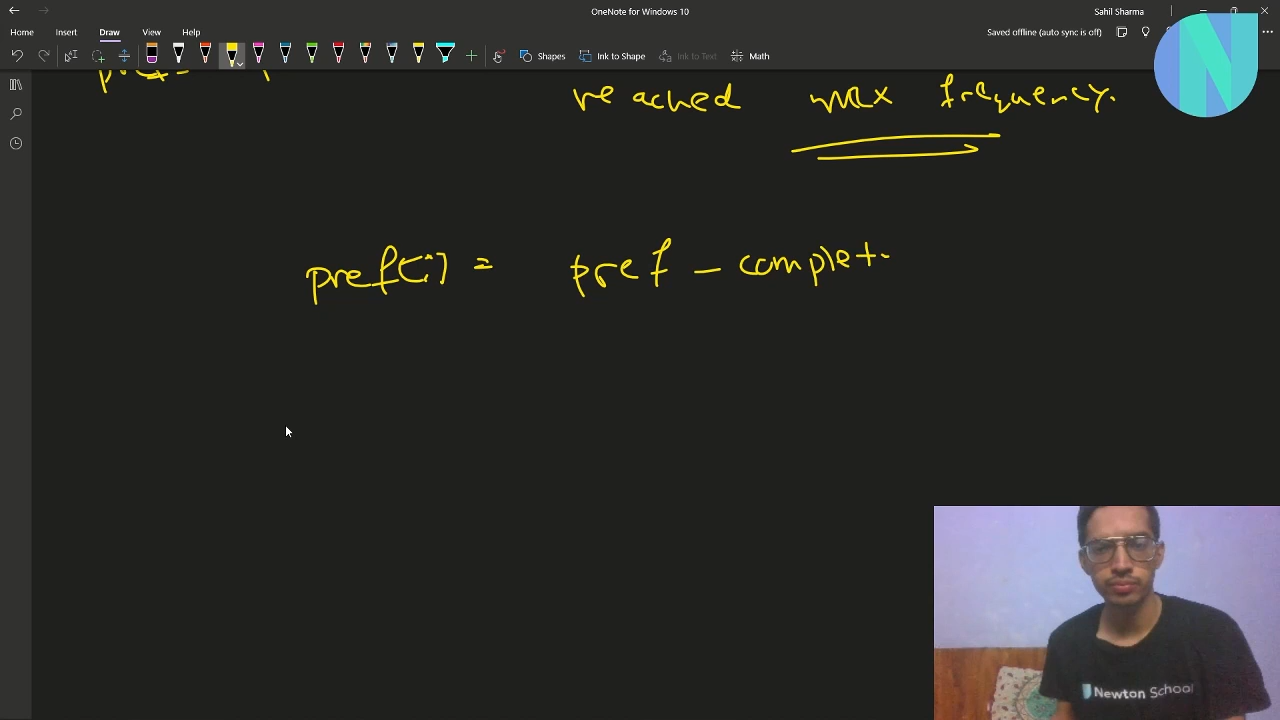 OneNote for Windows 10
Sahil Sharma
Home Insert Draw View Help
Saved offline (auto sync is off)
Shapes Ink to Shape Ink to Text Math
reached max frequency.
pref[i] = pref - complet.
Newton School